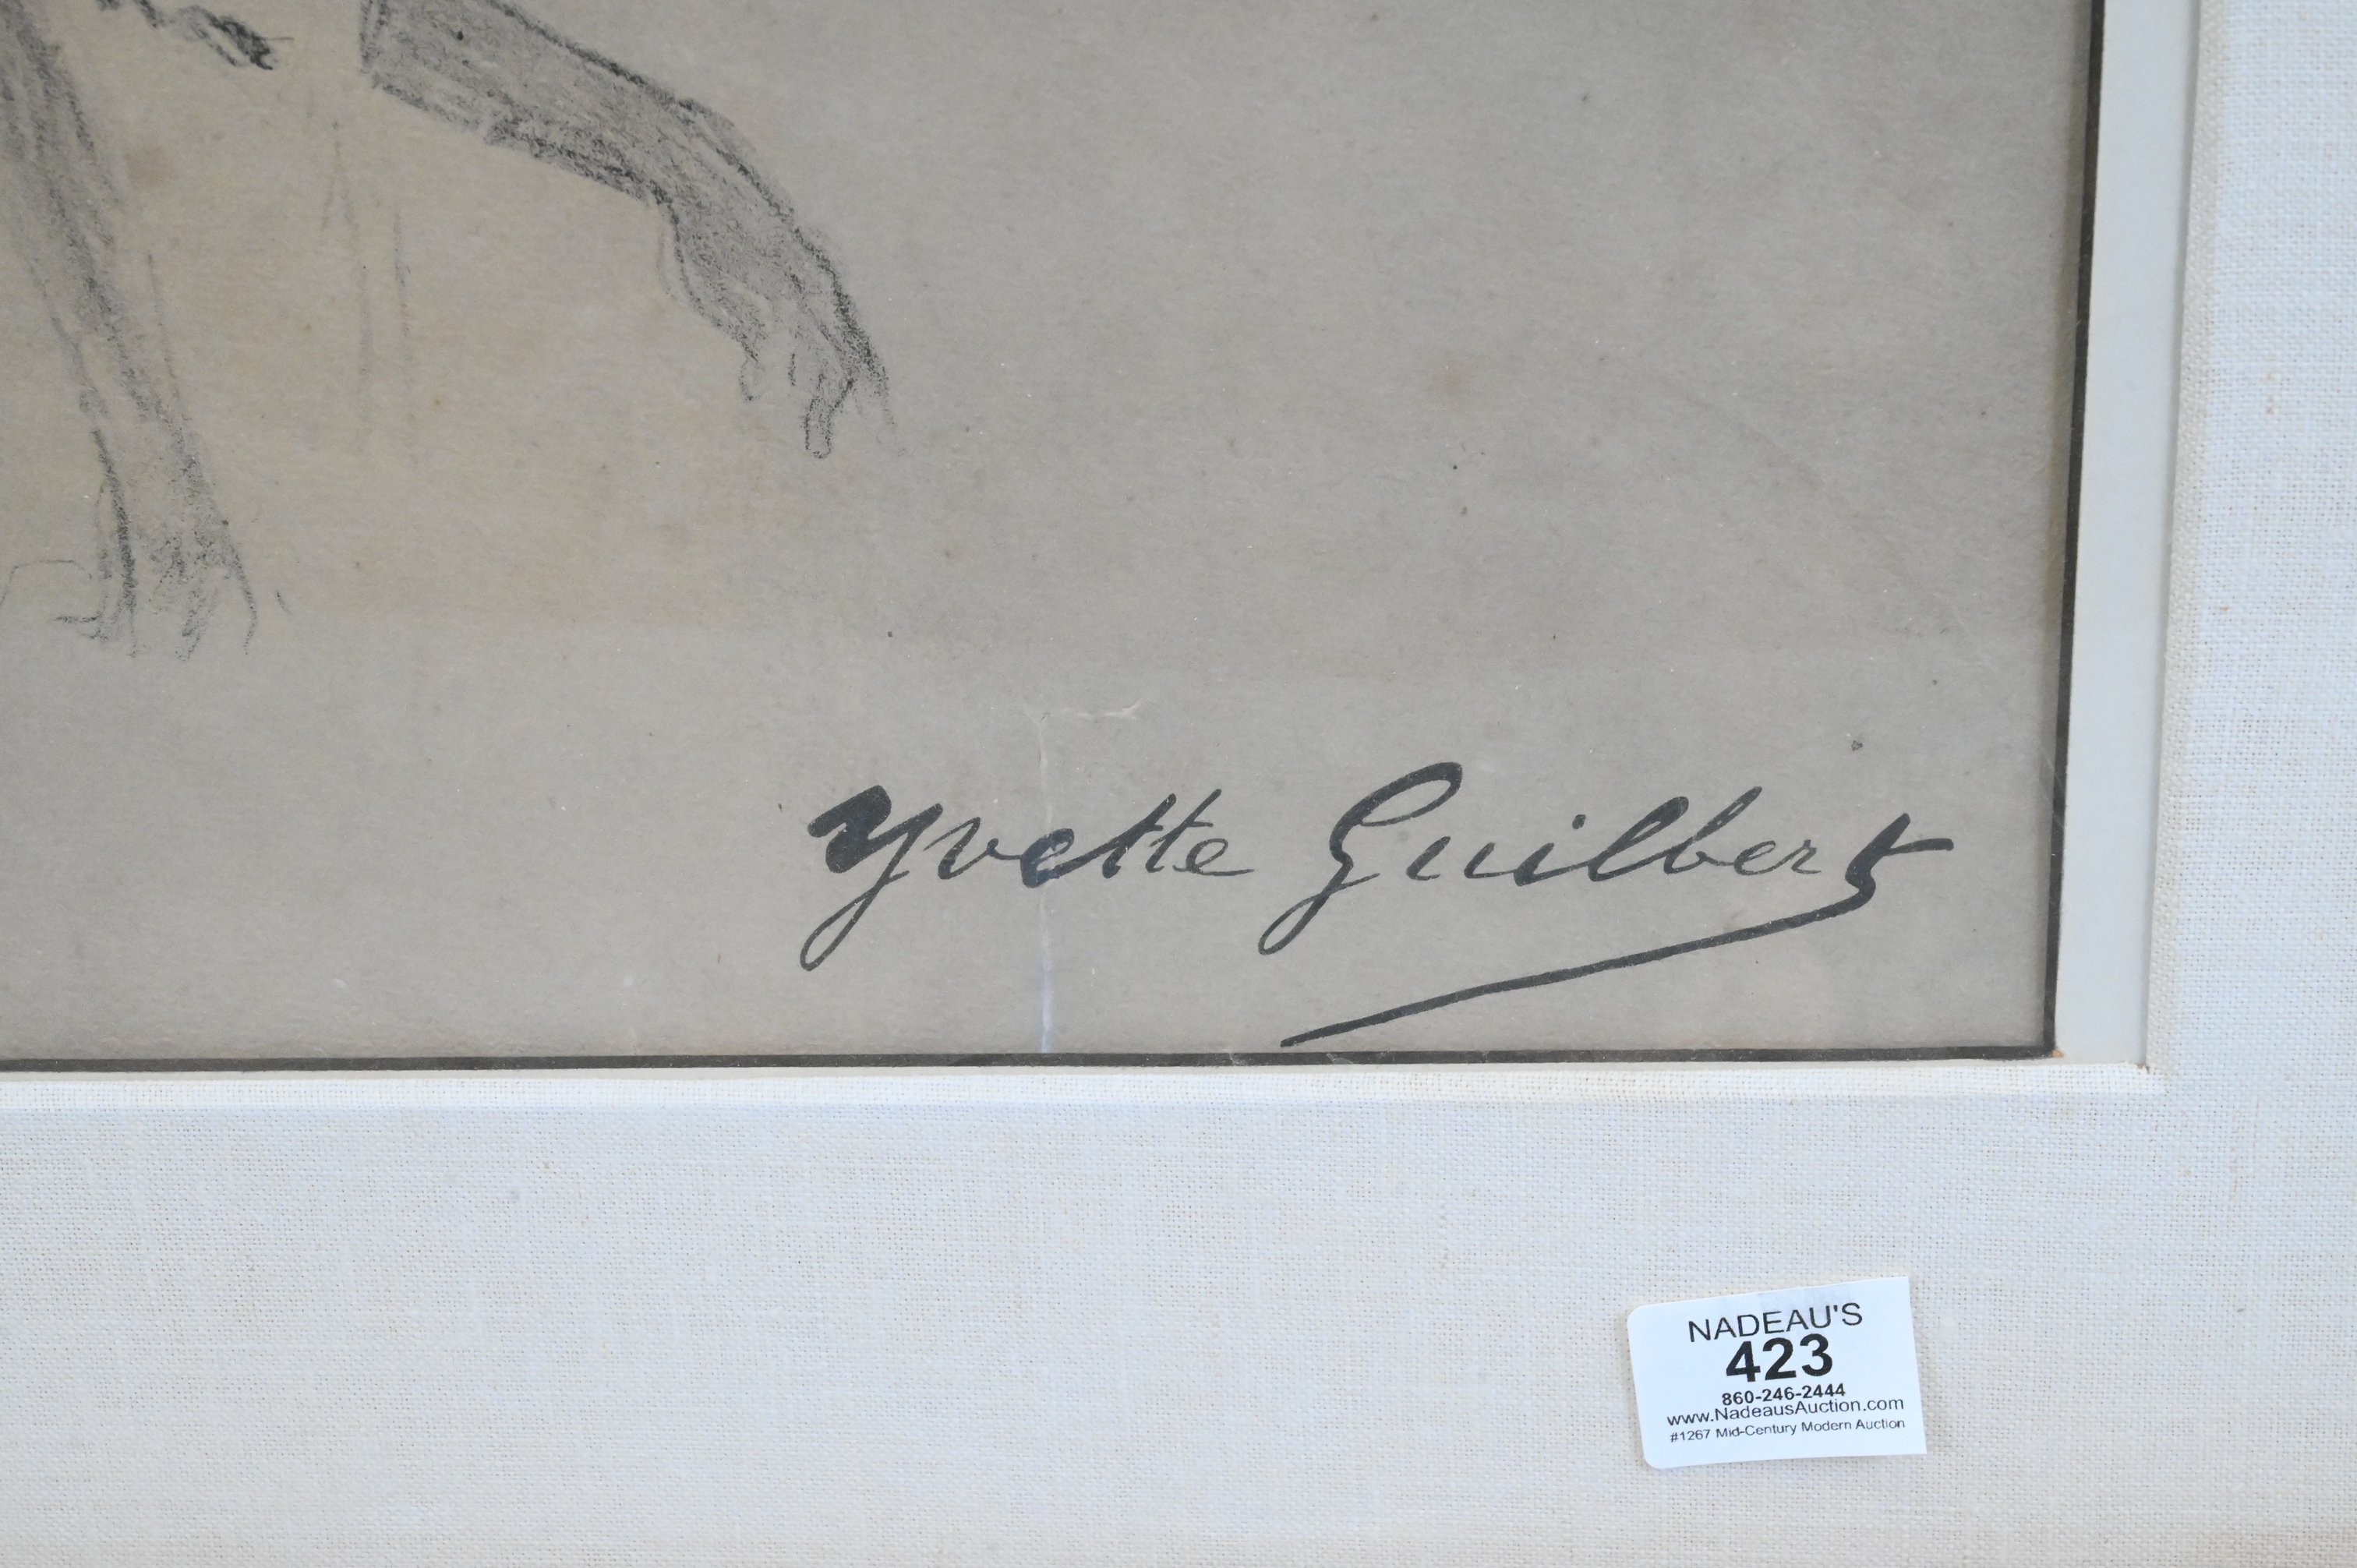 Yvette Guilbert
NADEAU'S
423
860-246-2444
www.NadeausAuction.com
#1267 Mid-Century Modern Auction